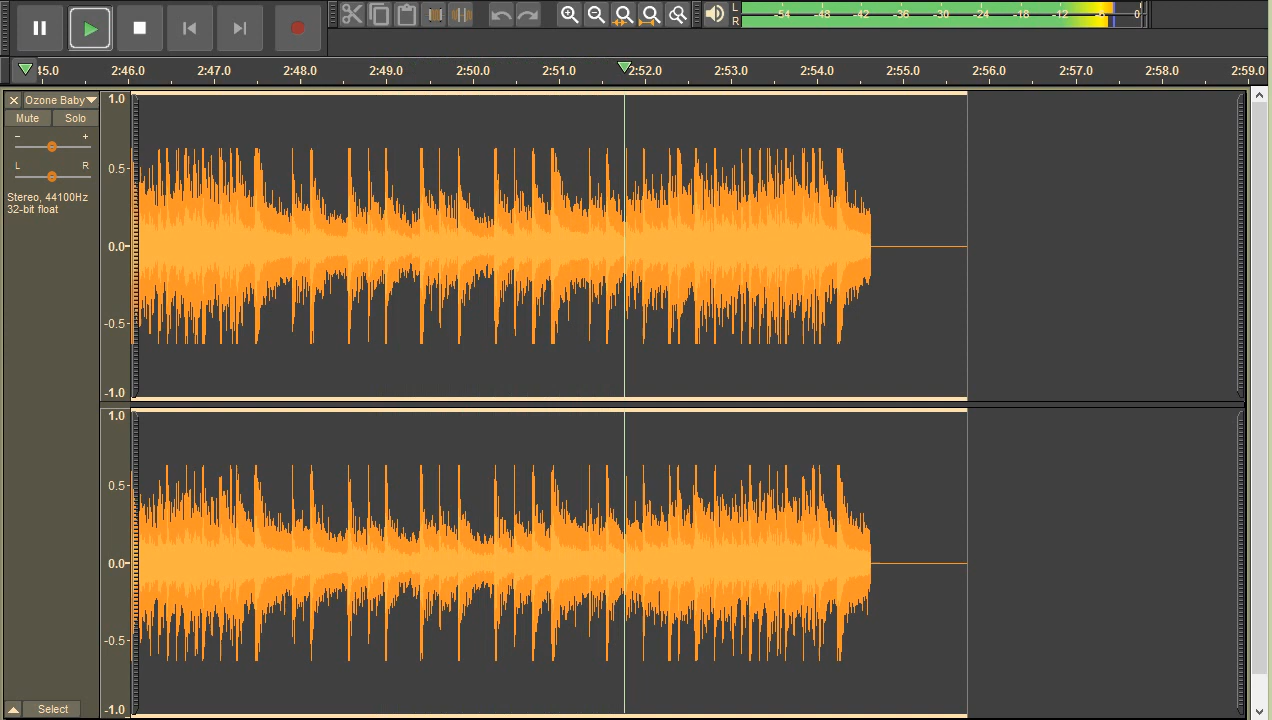 L
R
-54 -48 -42 -36 -30 -24 -18 -12 -6 0
45.0 2:46.0 2:47.0 2:48.0 2:49.0 2:50.0 2:51.0 2:52.0 2:53.0 2:54.0 2:55.0 2:56.0 2:57.0 2:58.0 2:59.0
Ozone Baby
Mute Solo
- +
L R
Stereo, 44100Hz
32-bit float
1.0
0.5-
0.0-
-0.5-
-1.0
1.0
0.5-
0.0-
-0.5-
-1.0
Select